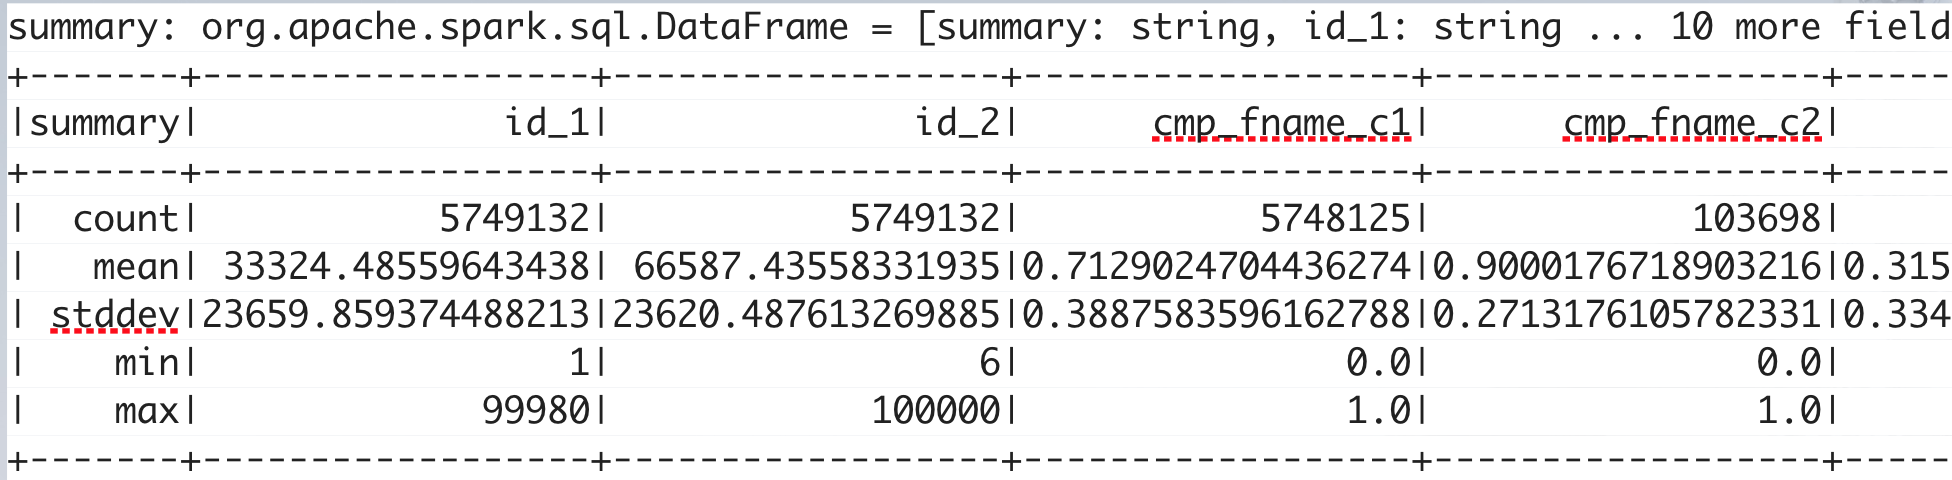 summary: org.apache.spark.sql.DataFrame = [summary: string, id_1: string ... 10 more field
+-------+------------------+------------------+------------------+------------------+-----
|summary|              id_1|              id_2|      cmp_fname_c1|      cmp_fname_c2|
+-------+------------------+------------------+------------------+------------------+-----
|  count|           5749132|           5749132|           5748125|            103698|
|   mean| 33324.48559643438| 66587.43558331935|0.7129024704436274|0.9000176718903216|0.315
| stddev|23659.859374488213|23620.487613269885|0.3887583596162788|0.2713176105782331|0.334
|    min|                 1|                 6|               0.0|               0.0|
|    max|             99980|            100000|               1.0|               1.0|
+-------+------------------+------------------+------------------+------------------+-----